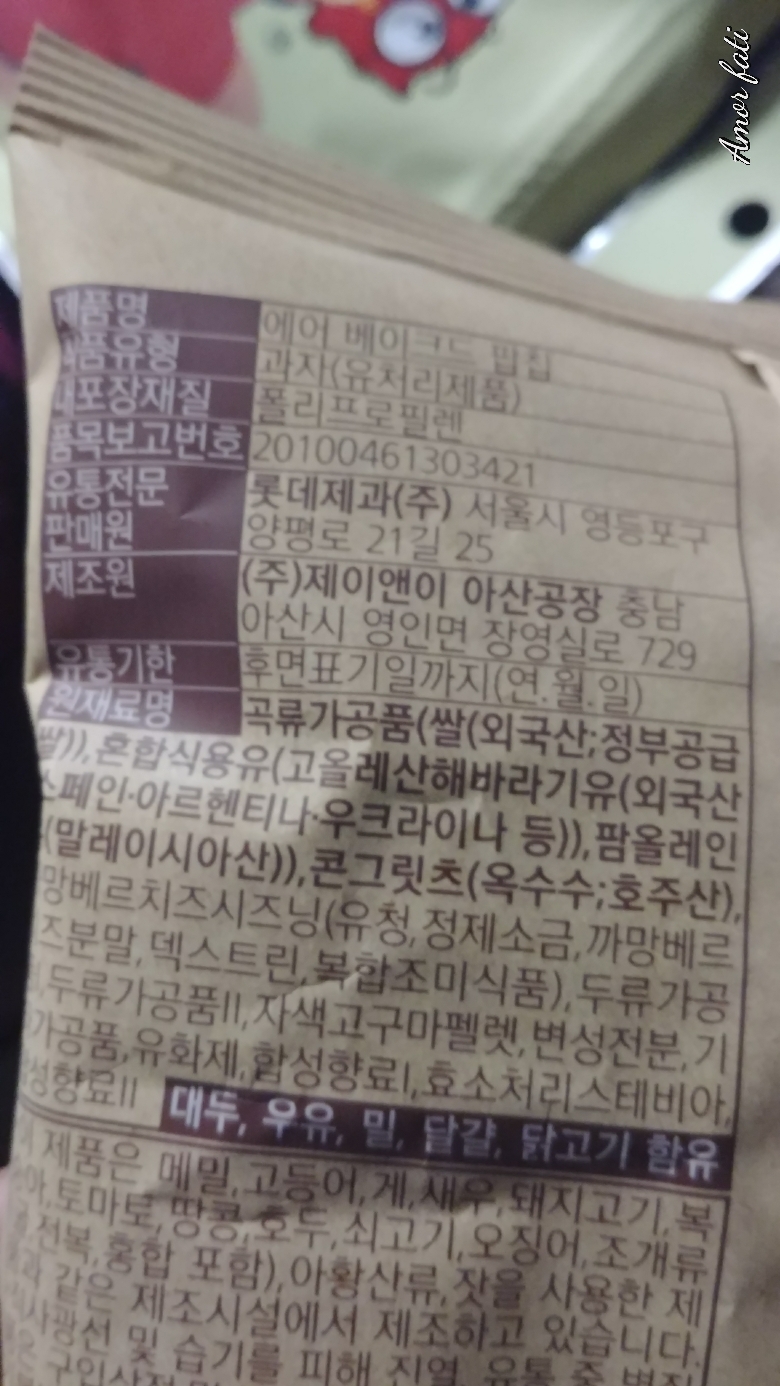 Amor fati
제품명 에어 베이크드 팝칩
식품유형 과자(유처리제품)
내포장재질 폴리프로필렌
품목보고번호 20100461303421
유통전문 롯데제과(주) 서울시 영등포구
판매원 양평로 21길 25
제조원 (주)제이앤이 아산공장 충남
아산시 영인면 장영실로 729
유통기한 후면표기일까지(연.월.일)
원재료명 곡류가공품(쌀(외국산;정부공급
쌀)),혼합식용유(고올레산해바라기유(외국산
스페인·아르헨티나·우크라이나 등)),팜올레인
(말레이시아산)),콘그릿츠(옥수수;호주산),
망베르치즈시즈닝(유청,정제소금,까망베르
즈분말,덱스트린,복합조미식품),두류가공
,두류가공품II,자색고구마펠렛,변성전분,기
가공품,유화제,합성향료I,효소처리스테비아,
성향료II 대두, 우유, 밀, 달걀, 닭고기 함유
제품은 메밀,고등어,게,새우,돼지고기,복
아,토마토,땅콩,호두,쇠고기,오징어,조개류
전복,홍합 포함),아황산류,잣을 사용한 제
과 같은 제조시설에서 제조하고 있습니다.
사광선 및 습기를 피해 진열, 유통 중